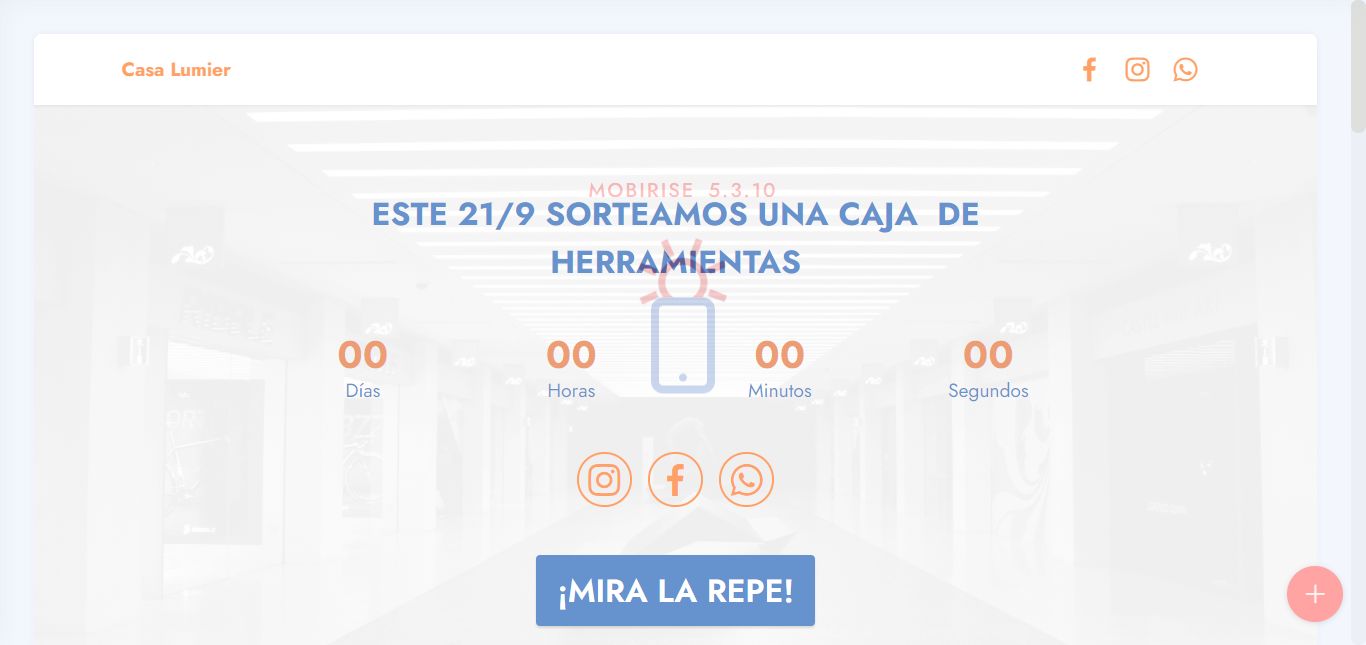 Casa Lumier
MOBIRISE 5.3.10
ESTE 21/9 SORTEAMOS UNA CAJA DE
HERRAMIENTAS
00 00 00 00
Días Horas Minutos Segundos
¡MIRA LA REPE!